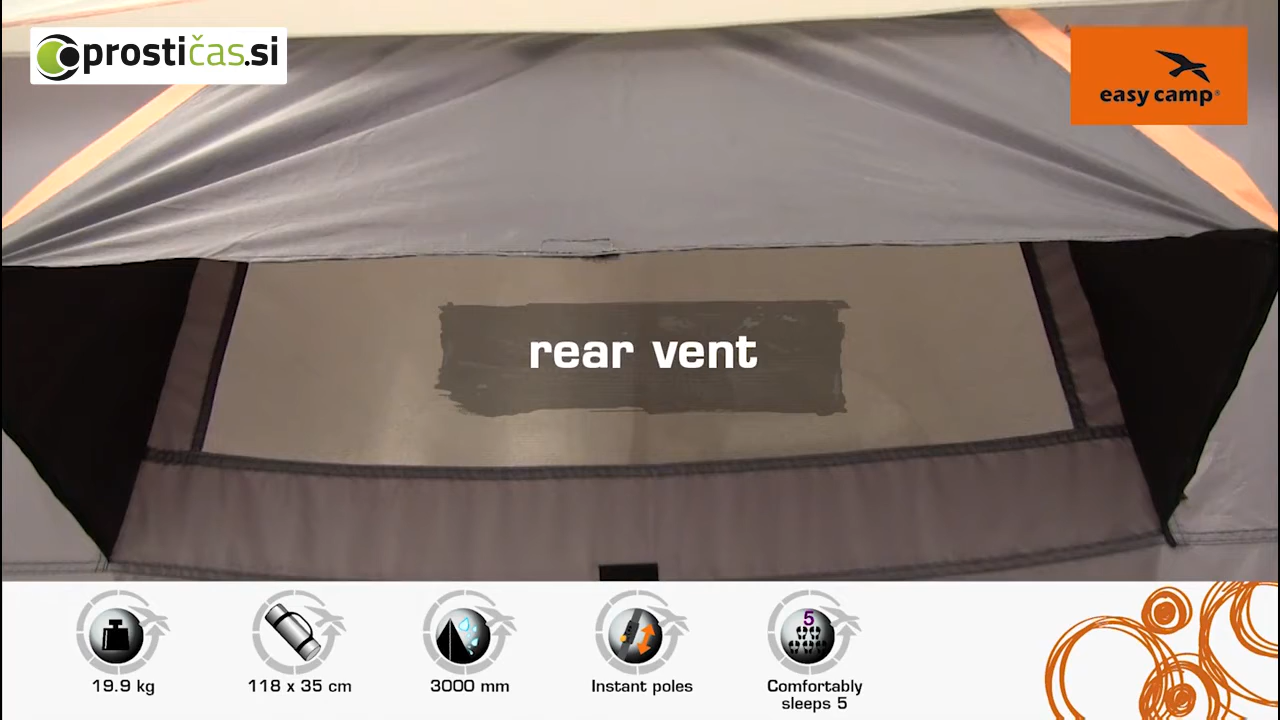 prostičas.si
easy camp®
rear vent
5
19.9 kg
118 x 35 cm
3000 mm
Instant poles
Comfortably
sleeps 5